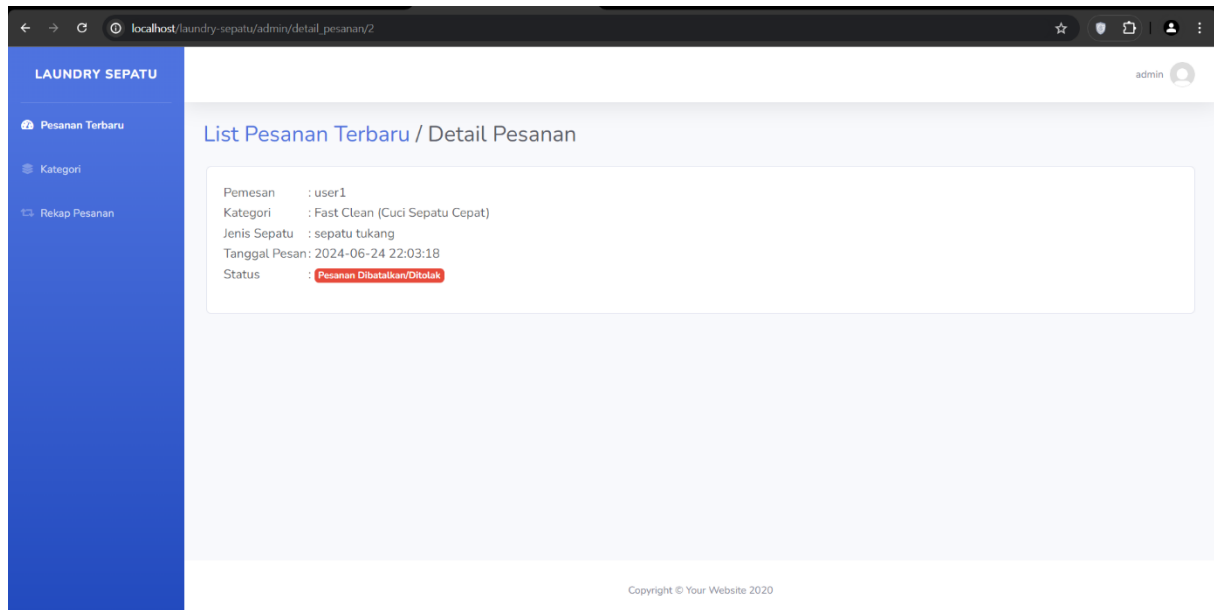 localhost/laundry-sepatu/admin/detail_pesanan/2
LAUNDRY SEPATU
admin
Pesanan Terbaru
Kategori
Rekap Pesanan
List Pesanan Terbaru / Detail Pesanan
Pemesan : user1
Kategori : Fast Clean (Cuci Sepatu Cepat)
Jenis Sepatu : sepatu tukang
Tanggal Pesan : 2024-06-24 22:03:18
Status : Pesanan Dibatalkan/Ditolak
Copyright © Your Website 2020